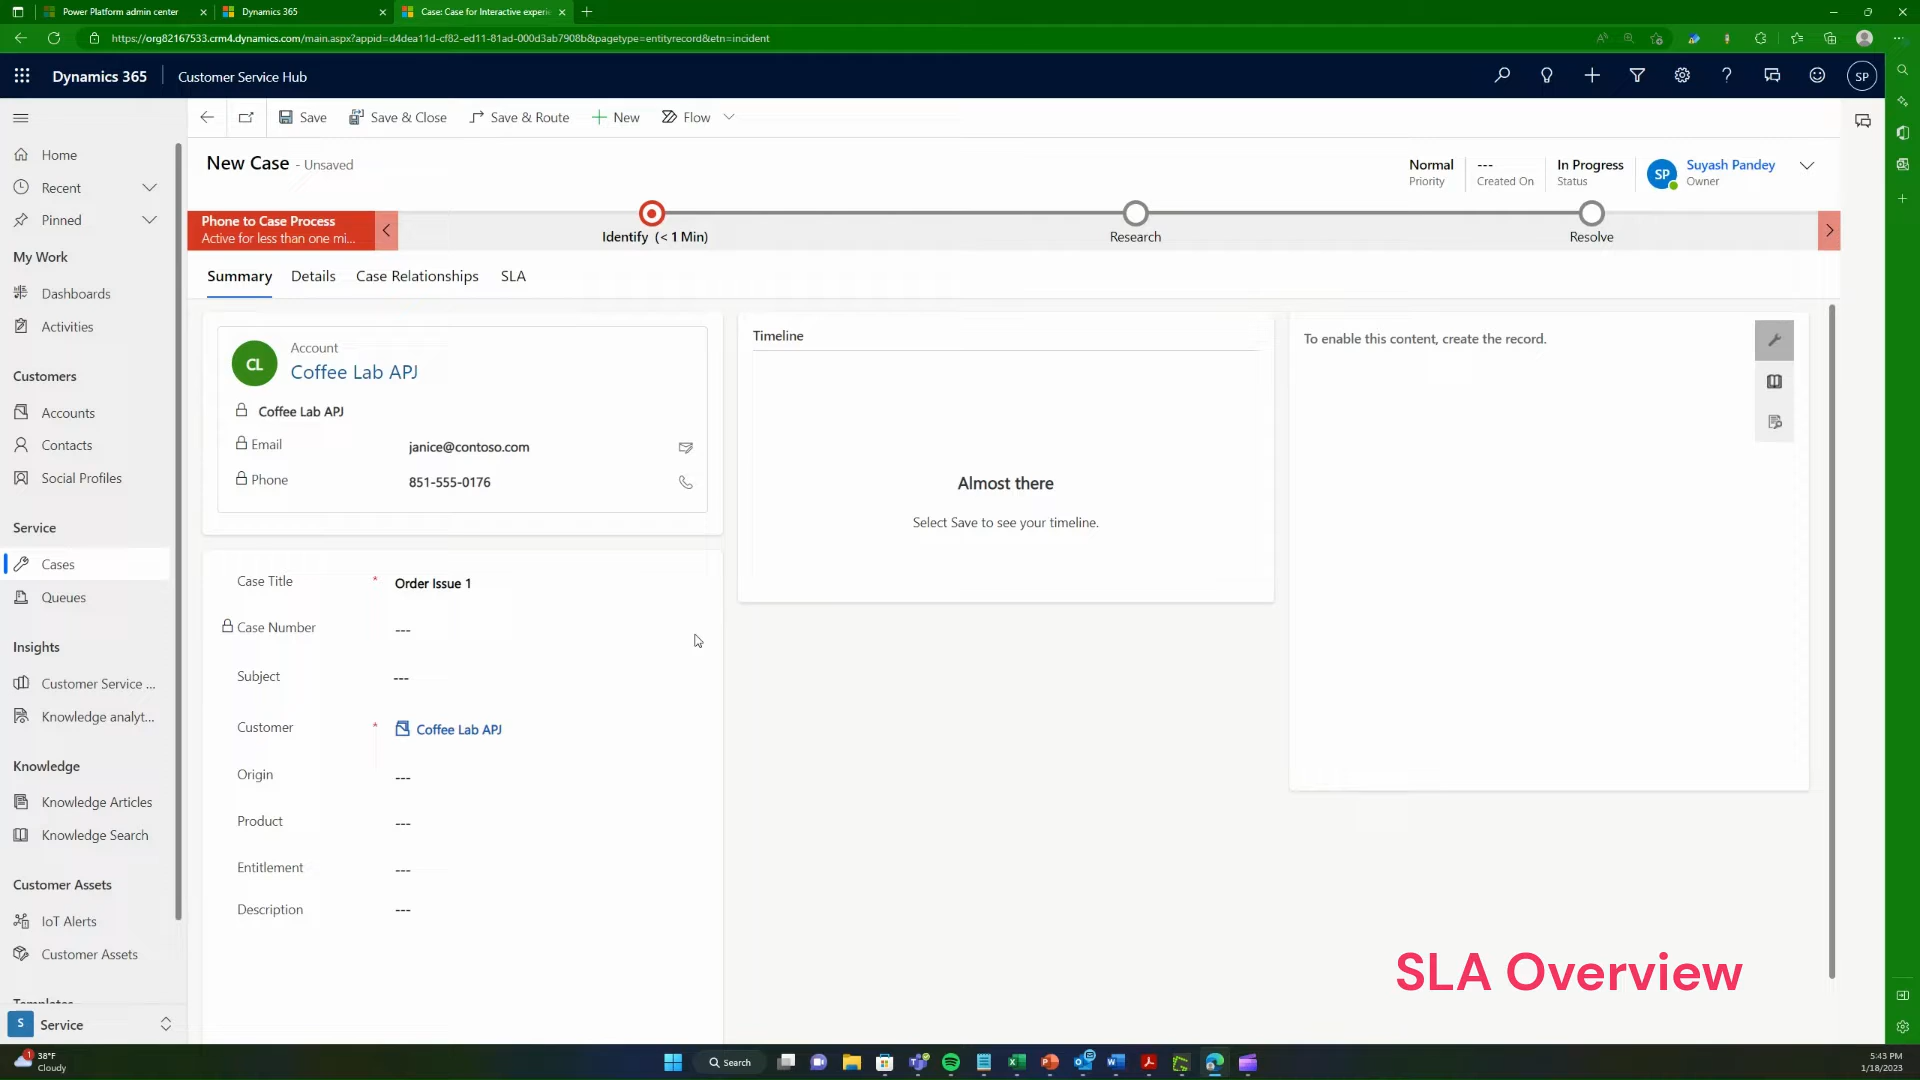 Power Platform admin center
Dynamics 365
Case: Case for Interactive experie
https://org82167533.crm4.dynamics.com/main.aspx?appid=d4dea11d-cf82-ed11-81ad-000d3ab7908b&pagetype=entityrecord&etn=incident
Dynamics 365
Customer Service Hub
SP
Save
Save & Close
Save & Route
New
Flow
Home
Recent
Pinned
My Work
Dashboards
Activities
Customers
Accounts
Contacts
Social Profiles
Service
Cases
Queues
Insights
Customer Service ...
Knowledge analyt...
Knowledge
Knowledge Articles
Knowledge Search
Customer Assets
IoT Alerts
Customer Assets
S
Service
New Case - Unsaved
Normal
Priority
---
Created On
In Progress
Status
SP
Suyash Pandey
Owner
Phone to Case Process
Active for less than one mi...
Identify (< 1 Min)
Research
Resolve
Summary
Details
Case Relationships
SLA
CL
Account
Coffee Lab APJ
Coffee Lab APJ
Email
janice@contoso.com
Phone
851-555-0176
Case Title
*
Order Issue 1
Case Number
---
Subject
---
Customer
*
Coffee Lab APJ
Origin
---
Product
---
Entitlement
---
Description
---
Timeline
Almost there
Select Save to see your timeline.
To enable this content, create the record.
SLA Overview
1
38°F
Cloudy
Search
5:43 PM
1/18/2023